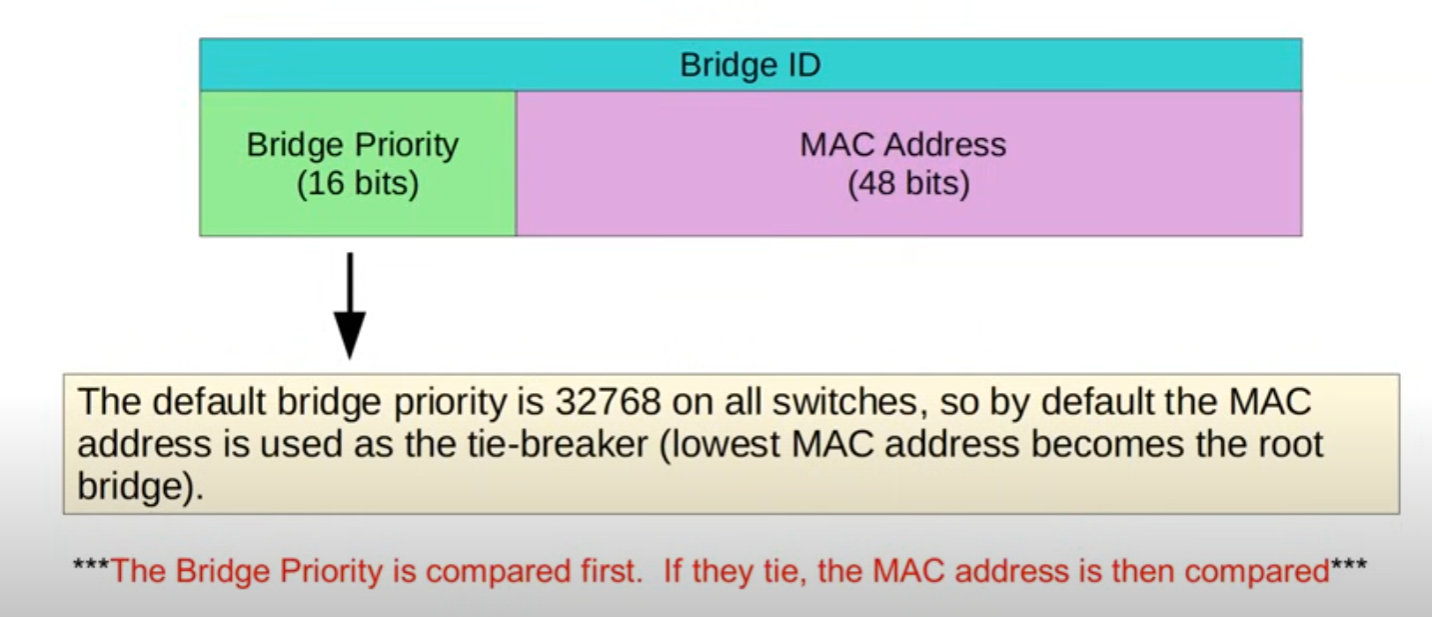 Bridge ID
Bridge Priority
(16 bits)
MAC Address
(48 bits)
The default bridge priority is 32768 on all switches, so by default the MAC
address is used as the tie-breaker (lowest MAC address becomes the root
bridge).
***The Bridge Priority is compared first.  If they tie, the MAC address is then compared***